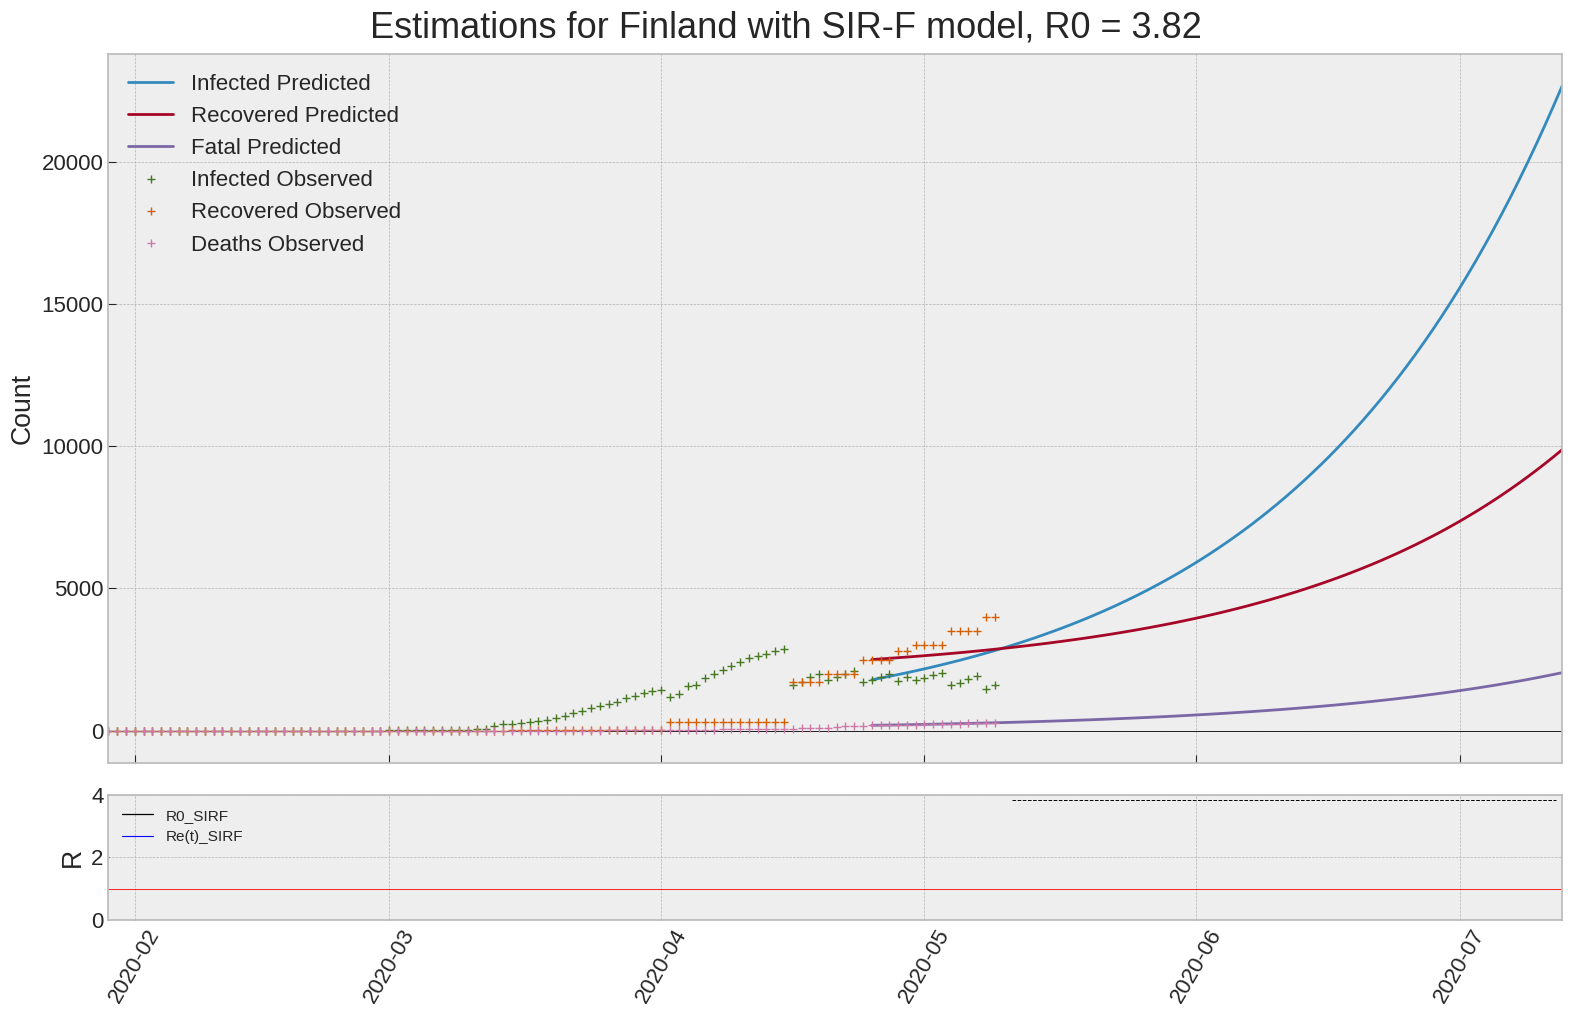 Estimations for Finland with SIR-F model, R0 = 3.82
Infected Predicted
Recovered Predicted
Fatal Predicted
Infected Observed
Recovered Observed
Deaths Observed
20000
15000
10000
5000
0
Count
4
2
0
R
R0_SIRF
Re(t)_SIRF
2020-02
2020-03
2020-04
2020-05
2020-06
2020-07